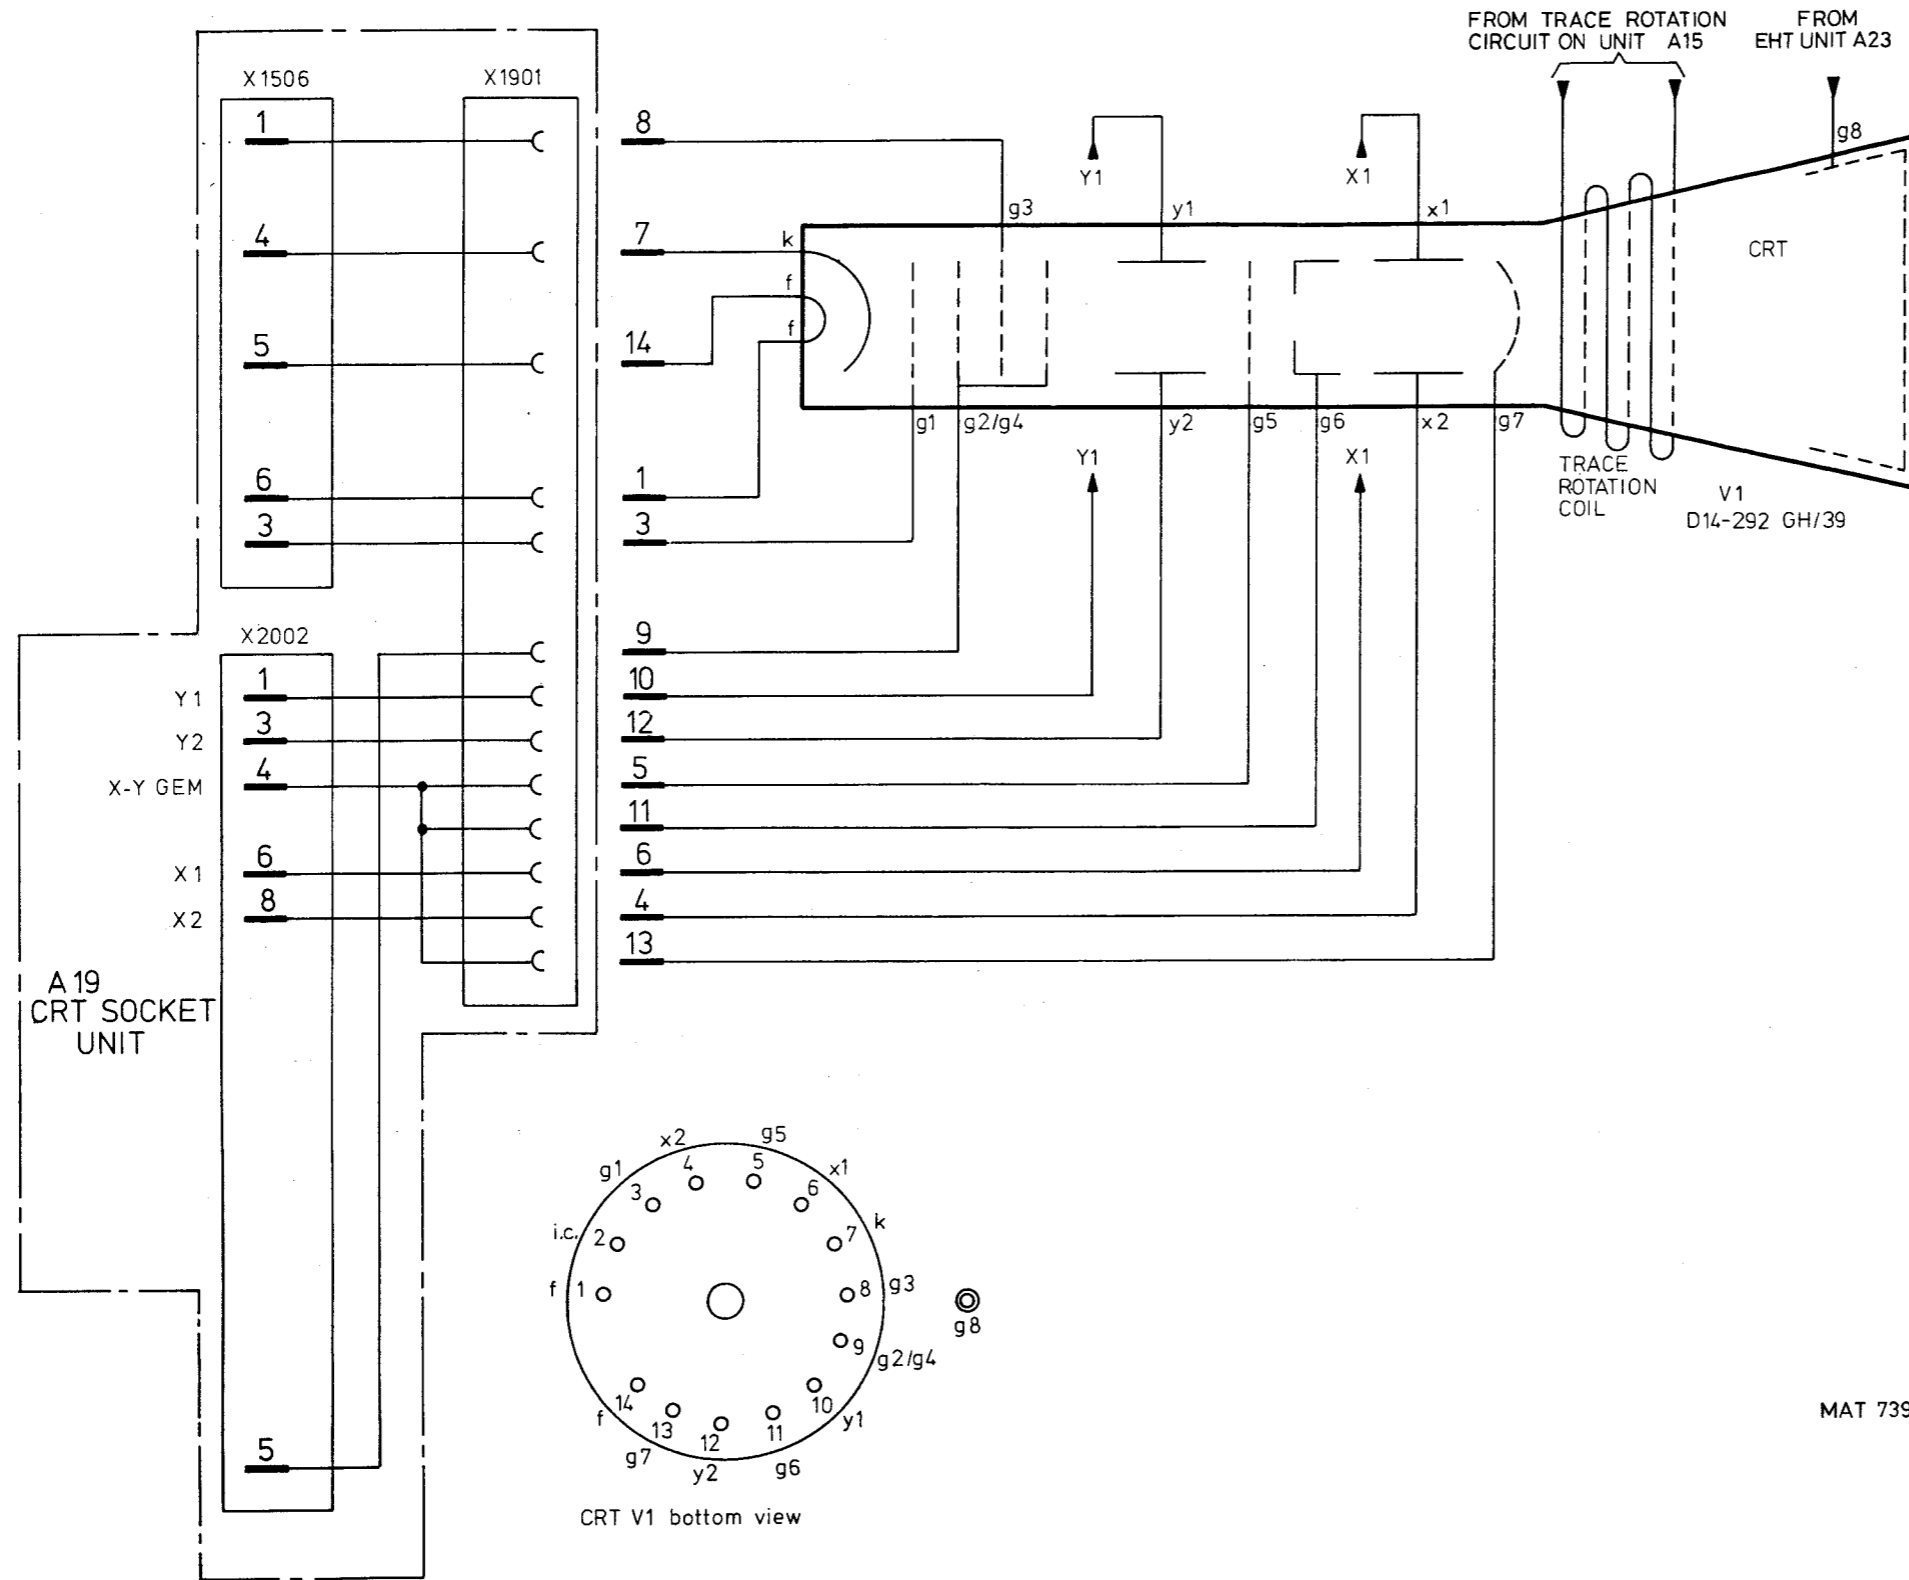 FROM TRACE ROTATION
CIRCUIT ON UNIT A15
FROM
EHT UNIT A23
X1506
X1901
1
8
4
7
5
14
6
1
3
3
Y1
X1
g3
y1
x1
g8
k
f
f
CRT
g1
g2/g4
y2
g5
g6
x2
g7
Y1
X1
TRACE
ROTATION
COIL
V1
D14-292 GH/39
X2002
9
Y1
1
10
Y2
3
12
X-Y GEM
4
5
11
X1
6
6
X2
8
4
13
A19
CRT SOCKET
UNIT
5
x2
g5
g1
4
5
x1
3
6
i.c.
2
7
k
f
1
8
g3
9
g2/g4
g8
14
10
f
13
12
11
y1
g7
y2
g6
CRT V1 bottom view
MAT 739